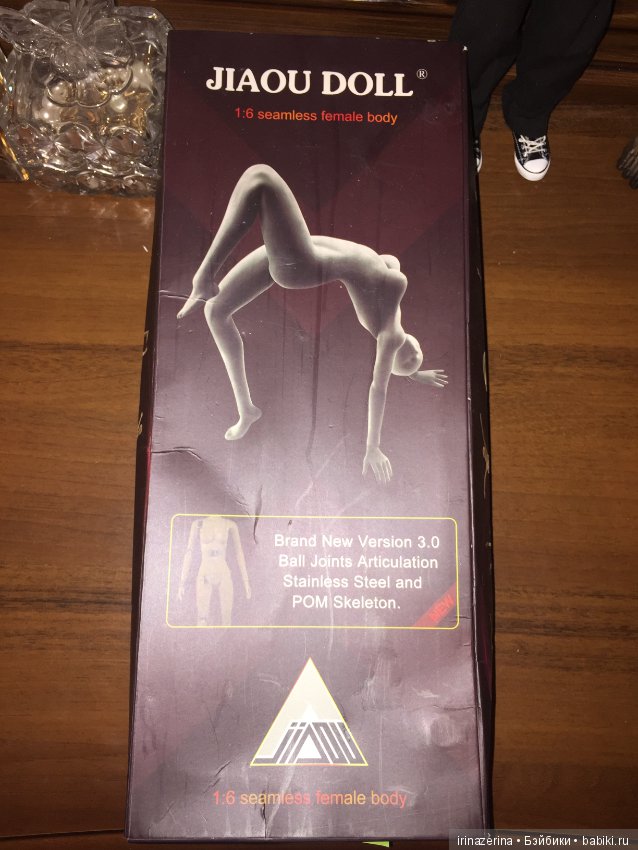 JIAOU DOLL®
1:6 seamless female body
Brand New Version 3.0
Ball Joints Articulation
Stainless Steel and
POM Skeleton.
NEW
JIAOU
1:6 seamless female body
irinazerina • Бэйбики • babiki.ru